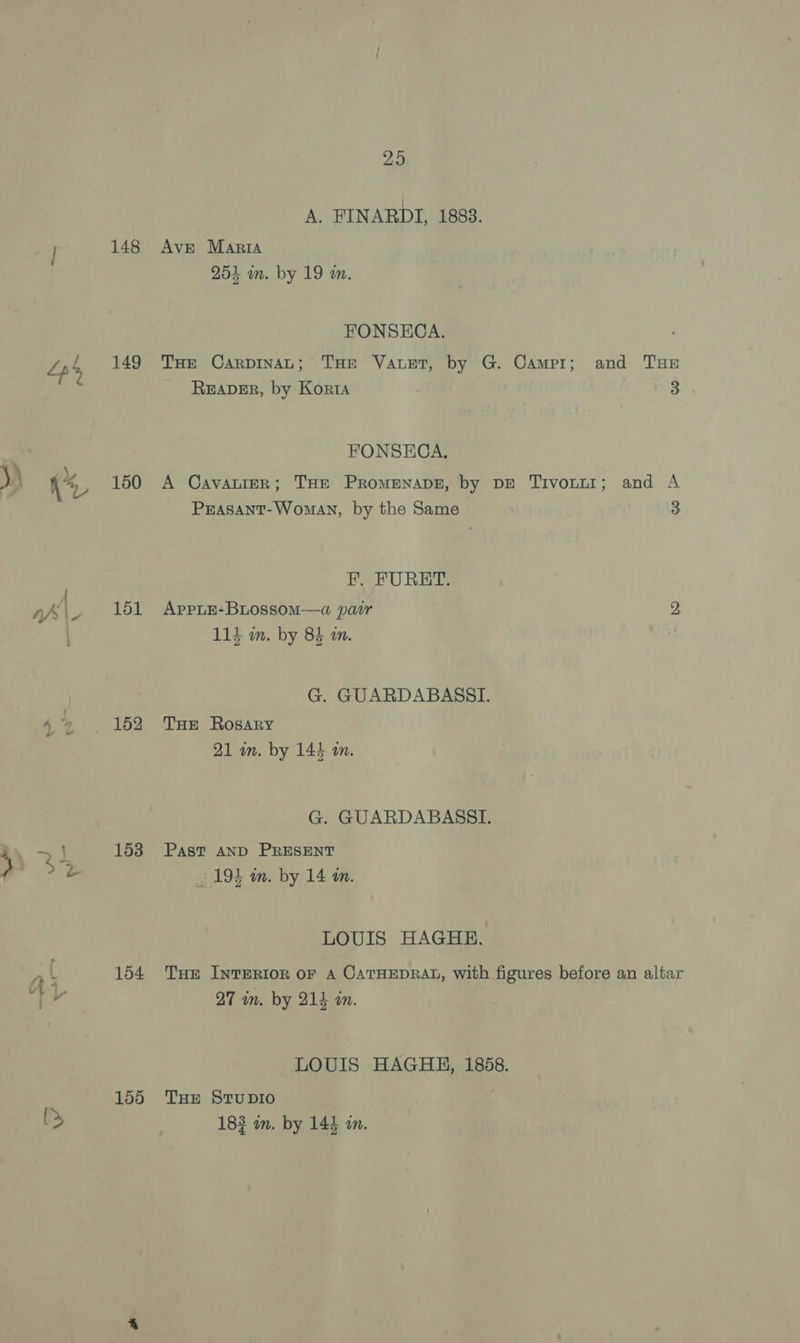 25
A. FINARDI, 1883.
148 AVE MARIA
25½ in. by 19 in.
FONSECA.
149 THE CARDINAL; THE VALET, by G. CAMPI; and THE
REAPER, by KORTA 3
FONSECA.
150 A CAVALIER; THE PROMENADE, by DE TIVOLLI; and A
PEASANT-WOMAN, by the Same 3
F. FURET.
151 APPLE-BLOSSOM—a pair 2
11½ in. by 8½ in.
G. GUARDABASSI.
152 THE ROSARY
21 in. by 14½ in.
G. GUARDABASSI.
153 PAST AND PRESENT
19½ in. by 14 in.
LOUIS HAGHE.
154 THE INTERIOR OF A CATHEDRAL, with figures before an altar
27 in. by 21½ in.
LOUIS HAGHE, 1858.
155 THE STUDIO
18¾ in. by 14½ in.